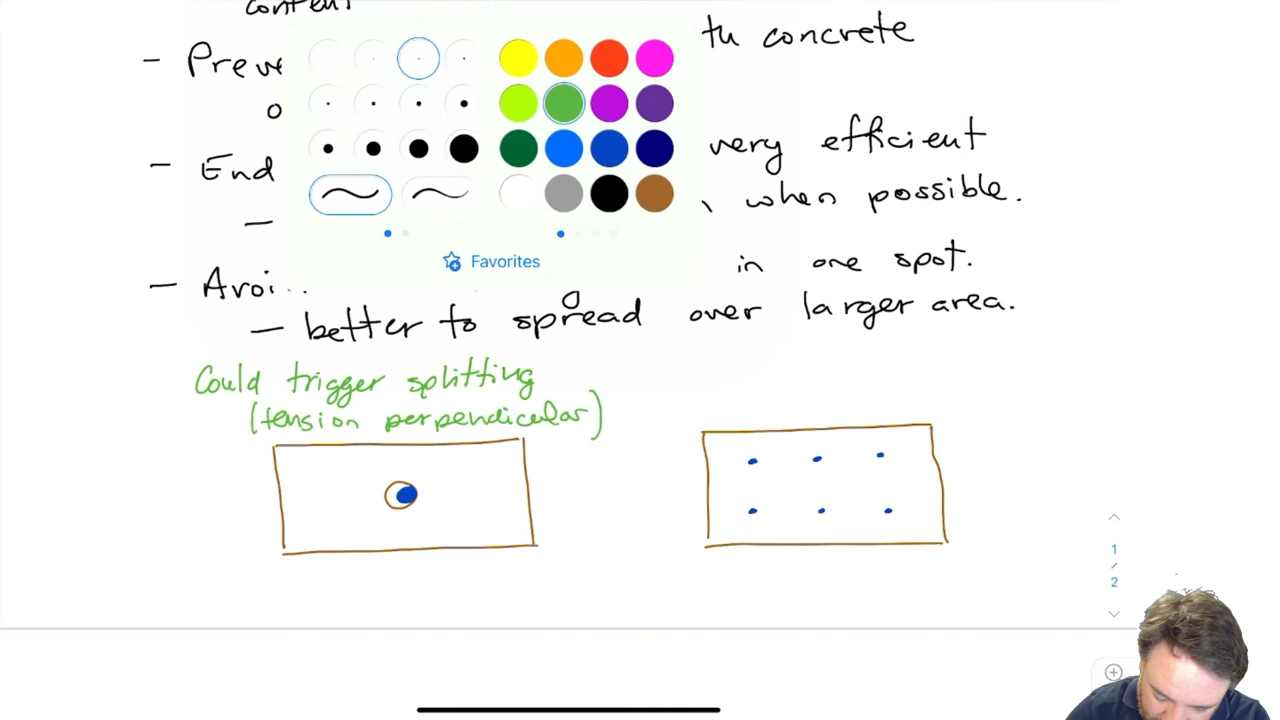 content
- Preve
tu concrete
o
- End
very efficient
-
when possible.
- Avoi..
in one spot.
- better to spread over larger area.
Could trigger splitting
(tension perpendicular)
Favorites
1
/
2